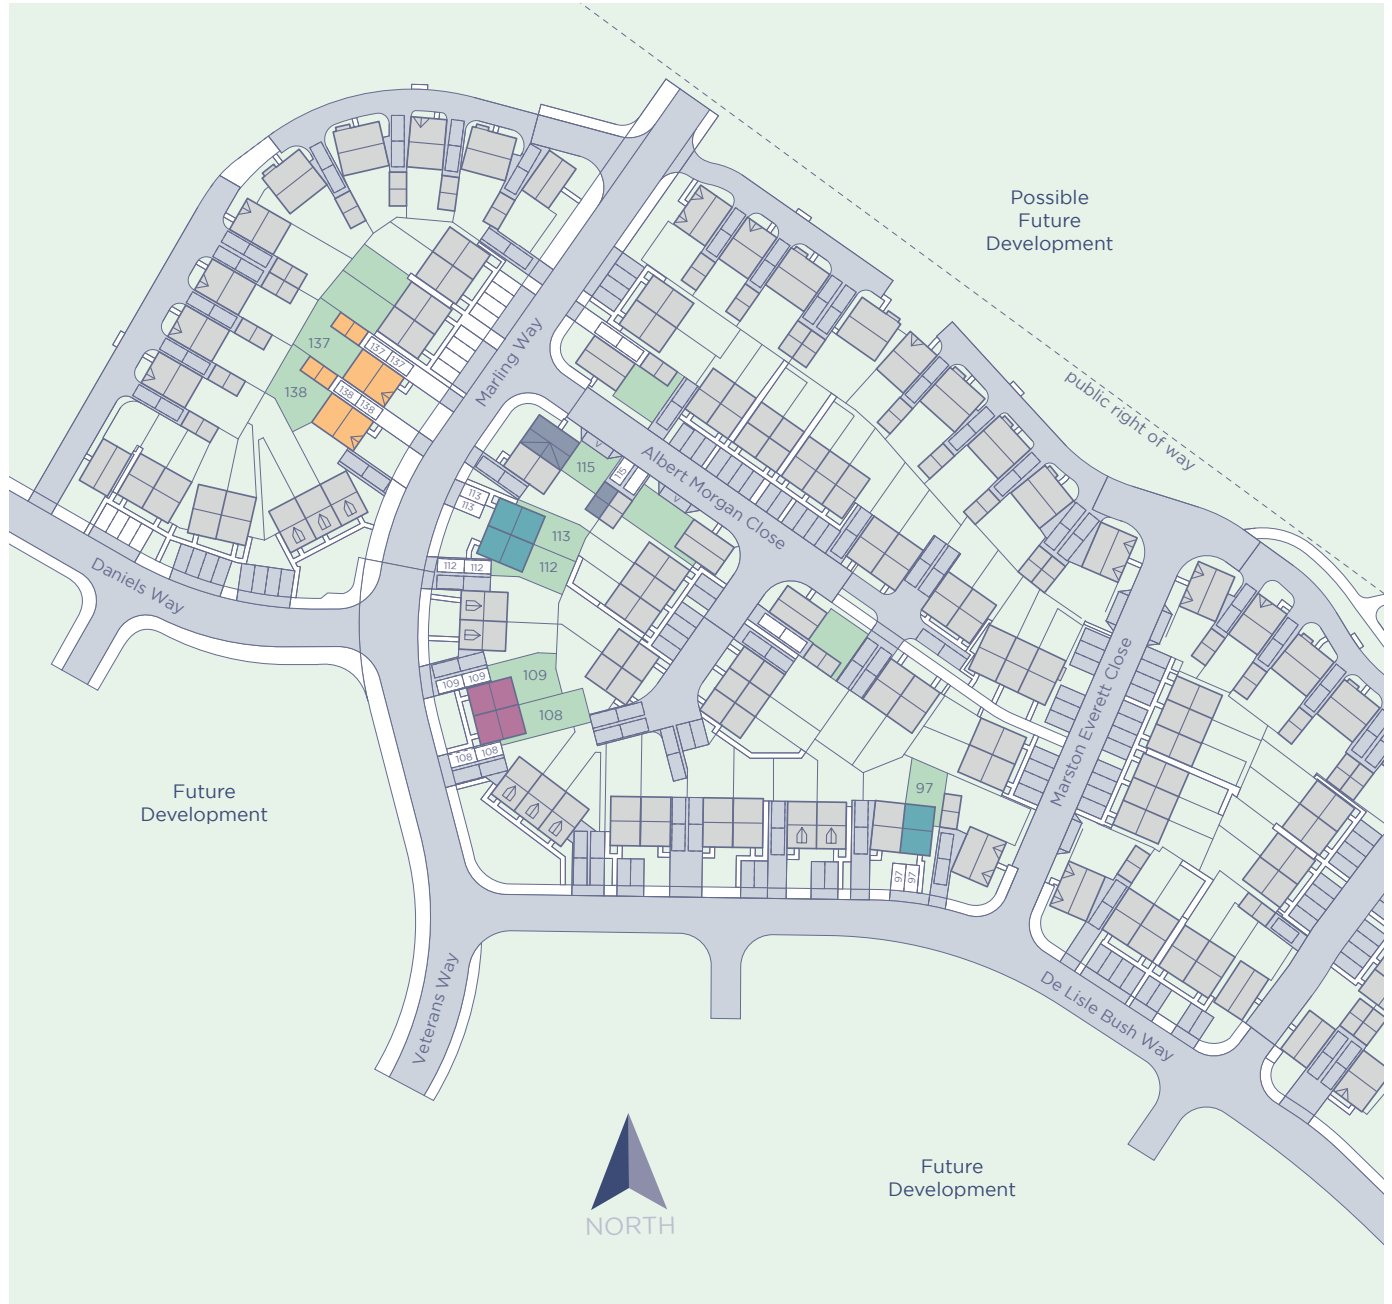 Possible
Future
Development
public right of way
Marling Way
137
137
137
138
138
138
Albert Morgan Close
115
115
113
113
113
112
112
112
Daniels Way
109
109
109
108
108
108
Marston Everett Close
97
97
97
Future
Development
Veterans Way
De Lisle Bush Way
Future
Development
NORTH